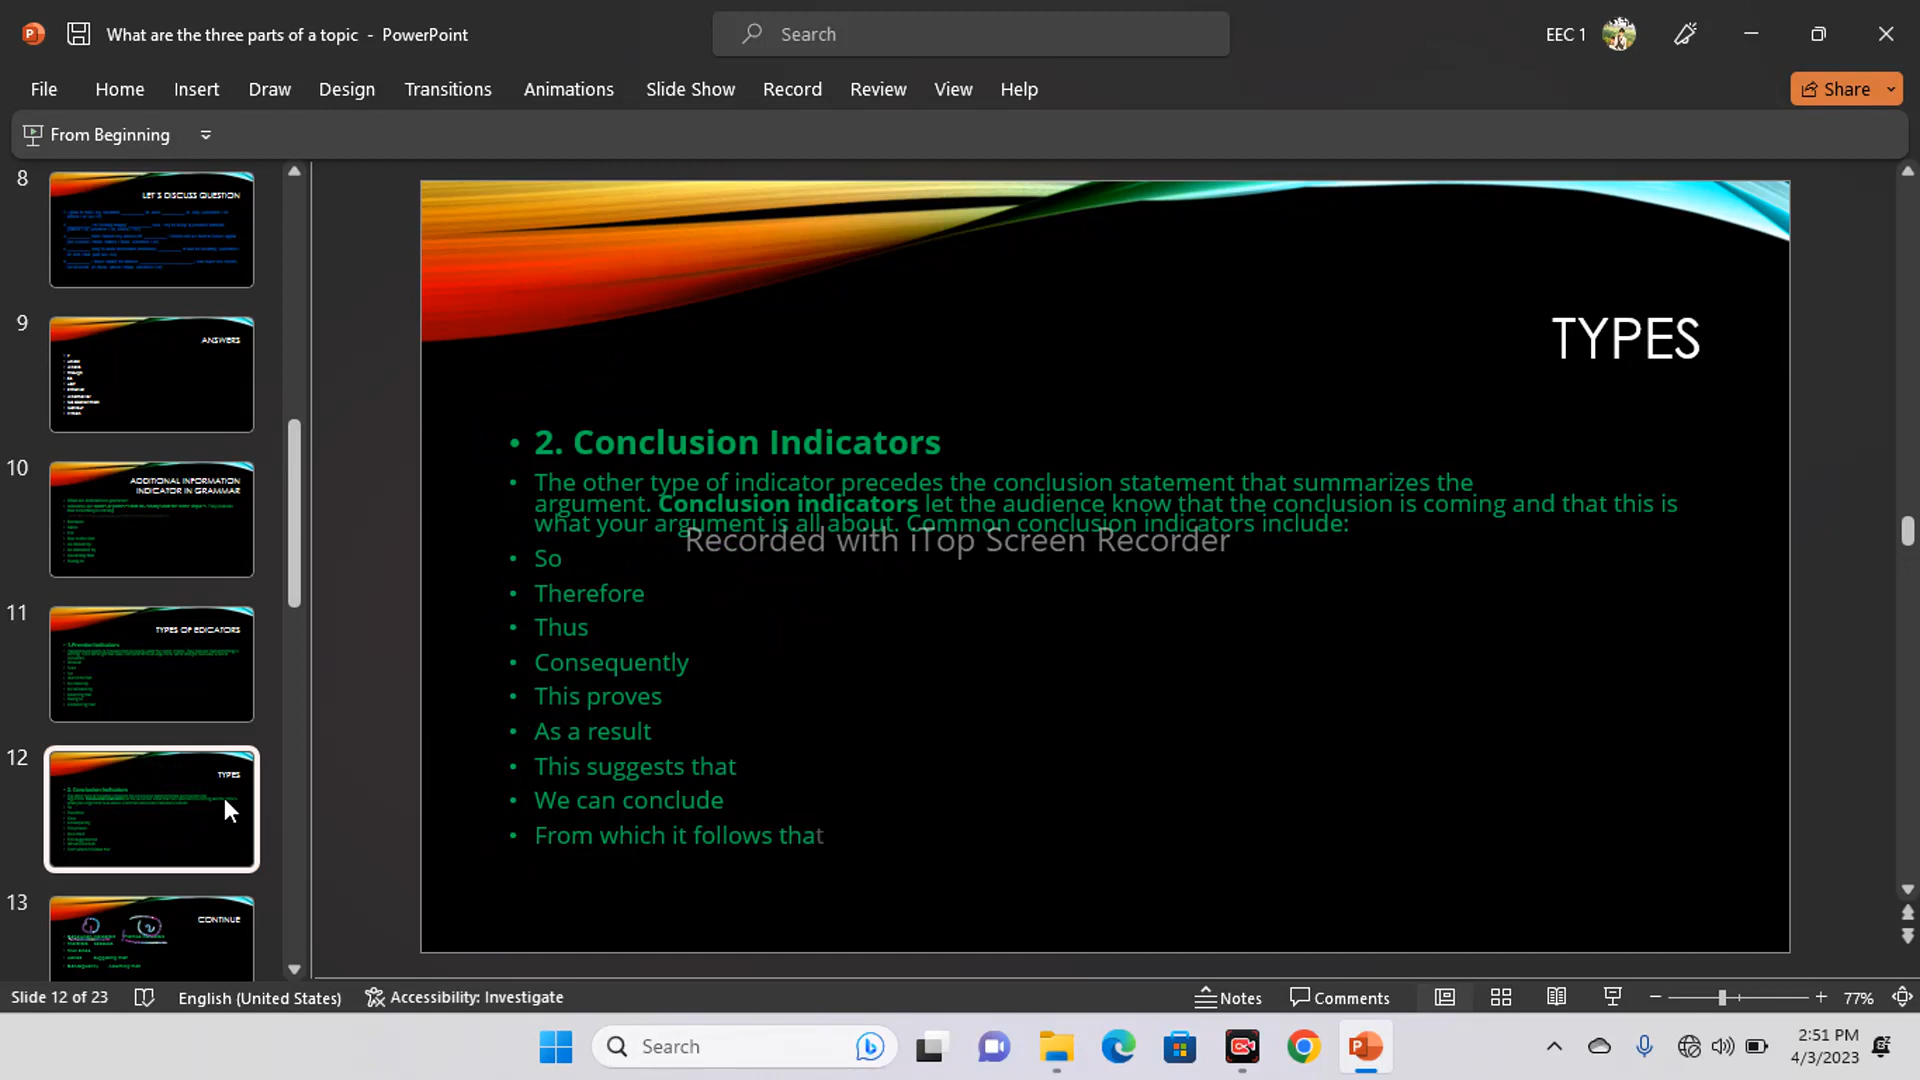 What are the three parts of a topic - PowerPoint
Search
EEC 1
File Home Insert Draw Design Transitions Animations Slide Show Record Review View Help
Share
From Beginning
8
LET'S DISCUSS QUESTION
9
ANSWERS
10
ADDITIONAL INFORMATION
INDICATOR IN GRAMMAR
11
TYPES OF EDICATORS
12
TYPES
2. Conclusion Indicators
13
CONTINUE
TYPES
• 2. Conclusion Indicators
• The other type of indicator precedes the conclusion statement that summarizes the
argument. Conclusion indicators let the audience know that the conclusion is coming and that this is
what your argument is all about. Common conclusion indicators include:
Recorded with iTop Screen Recorder
• So
• Therefore
• Thus
• Consequently
• This proves
• As a result
• This suggests that
• We can conclude
• From which it follows that
Slide 12 of 23 English (United States) Accessibility: Investigate Notes Comments 77%
Search
2:51 PM
4/3/2023